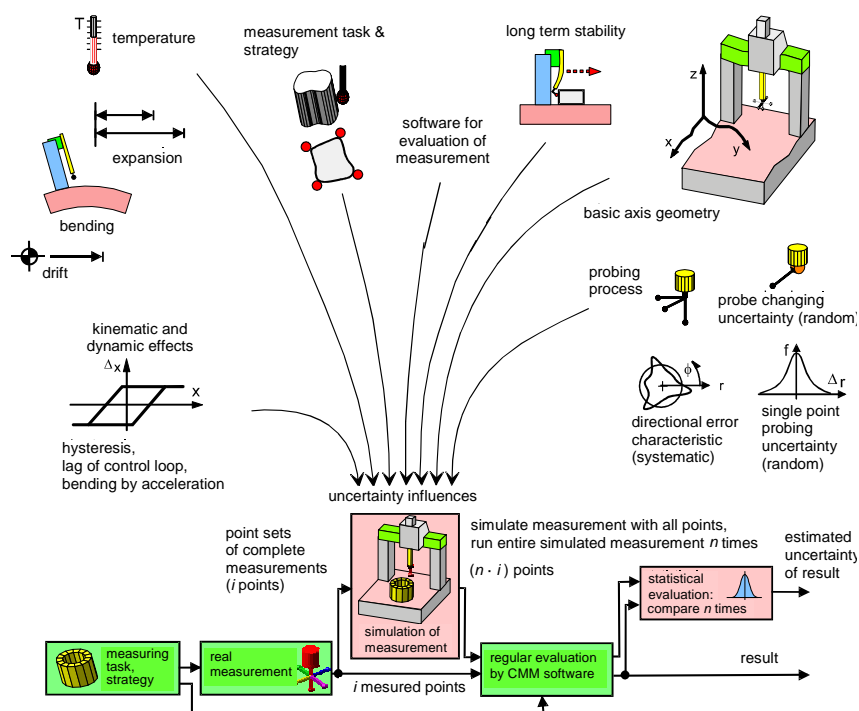 T
temperature
expansion
bending
drift
measurement task &
strategy
software for
evaluation of
measurement
long term stability
z
x
y
basic axis geometry
probing
process
probe changing
uncertainty (random)
kinematic and
dynamic effects
Δx
x
hysteresis,
lag of control loop,
bending by acceleration
ϕ
r
directional error
characteristic
(systematic)
f
Δr
single point
probing
uncertainty
(random)
uncertainty influences
point sets
of complete
measurements
(i points)
simulation of
measurement
simulate measurement with all points,
run entire simulated measurement n times
(n · i) points
statistical
evaluation:
compare n times
estimated
uncertainty
of result
measuring
task,
strategy
real
measurement
i mesured points
regular evaluation
by CMM software
result